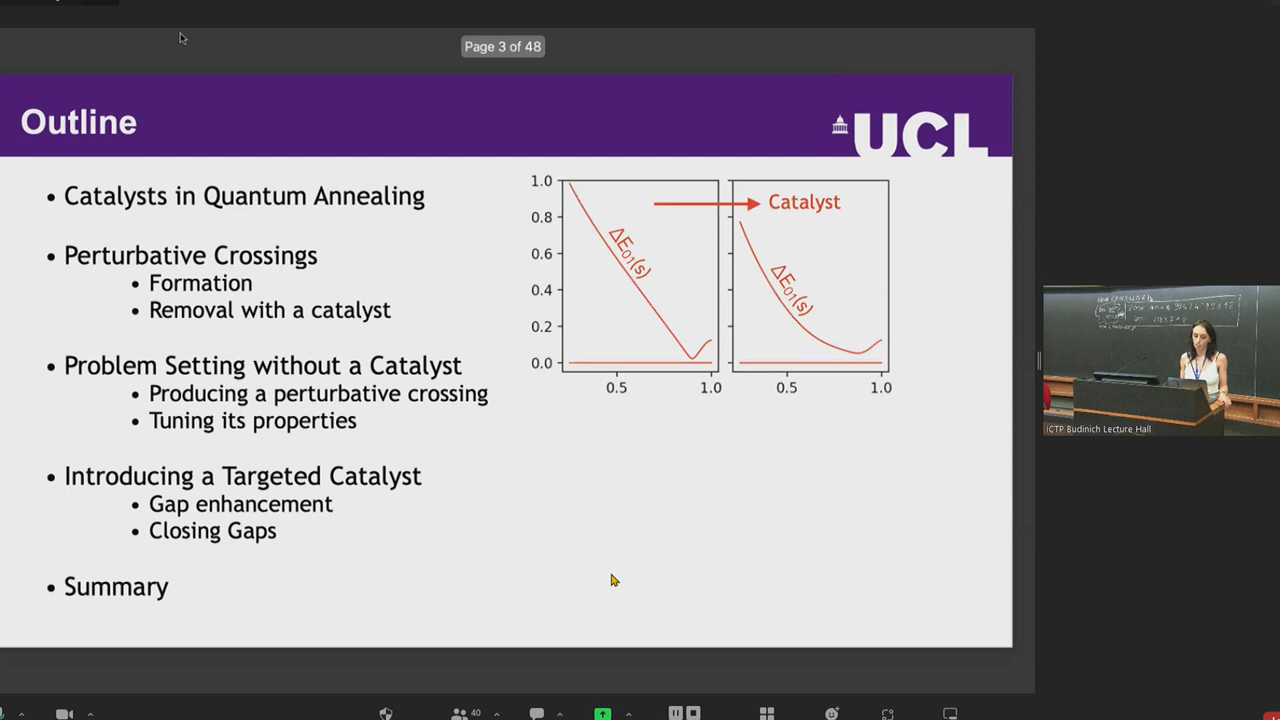 Page 3 of 48
Outline
UCL
• Catalysts in Quantum Annealing
• Perturbative Crossings
• Formation
• Removal with a catalyst
• Problem Setting without a Catalyst
• Producing a perturbative crossing
• Tuning its properties
• Introducing a Targeted Catalyst
• Gap enhancement
• Closing Gaps
• Summary
1.0
0.8
0.6
0.4
0.2
0.0
0.5
1.0
ΔE₀₁(s)
Catalyst
ΔE₀₁(s)
0.5
1.0
ICTP Budinich Lecture Hall
40